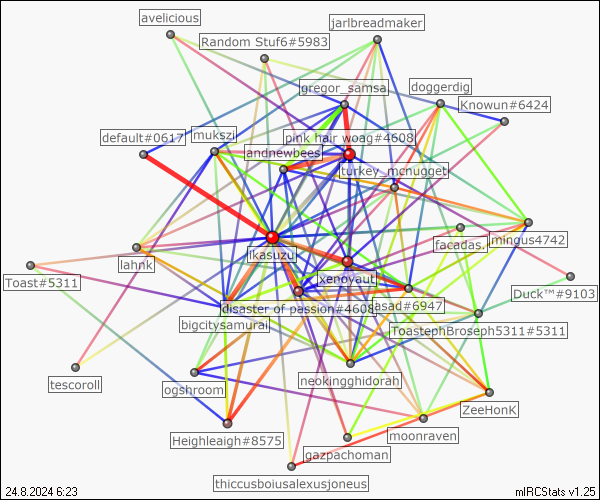 avelicious
jarlbreadmaker
Random Stuf6#5983
gregor_samsa
doggerdig
Knowun#6424
default#0617
mukszi
pink hair woag#4608
andnewbees
turkey_mcnugget
jmingus4742
facadas.
ikasuzu
lahnk
xenovaut
Toast#5311
Duck™#9103
disaster of passion#4608
asad#6947
bigcitysamurai
ToastephBroseph5311#5311
tescoroll
ogshroom
neokingghidorah
ZeeHonK
Heighleaigh#8575
moonraven
gazpachoman
thiccusboiusalexusjoneus
24.8.2024 6:23
mIRCStats v1.25